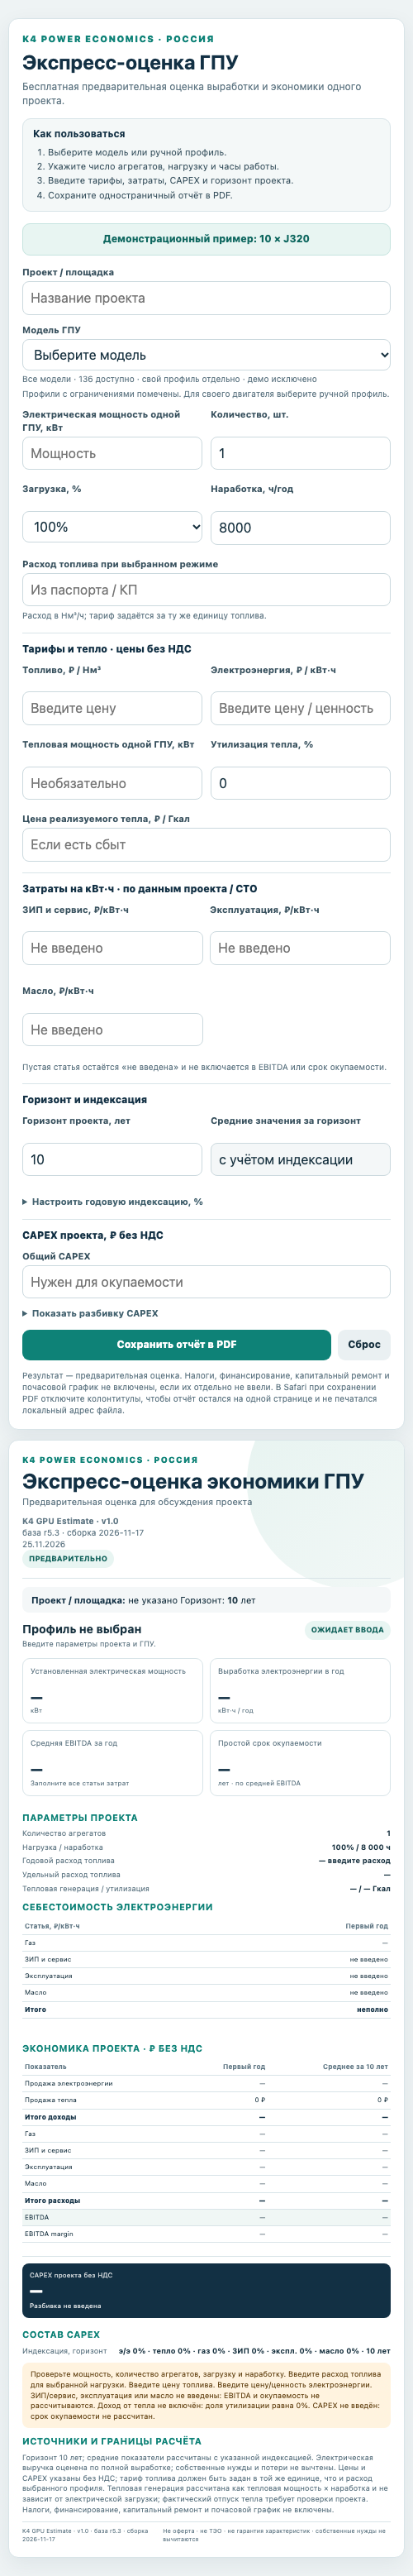 K4 POWER ECONOMICS · РОССИЯ
Экспресс-оценка ГПУ
Бесплатная предварительная оценка выработки и экономики одного
проекта.
Как пользоваться
1. Выберите модель или ручной профиль.
2. Укажите число агрегатов, нагрузку и часы работы.
3. Введите тарифы, затраты, CAPEX и горизонт проекта.
4. Сохраните одностраничный отчёт в PDF.
Демонстрационный пример: 10 × J320
Проект / площадка
Название проекта
Модель ГПУ
Выберите модель
Все модели · 136 доступно · свой профиль отдельно · демо исключено
Профили с ограничениями помечены. Для своего двигателя выберите ручной профиль.
Электрическая мощность одной
ГПУ, кВт
Количество, шт.
Мощность
1
Загрузка, %
Наработка, ч/год
100%
8000
Расход топлива при выбранном режиме
Из паспорта / КП
Расход в Нм³/ч; тариф задаётся за ту же единицу топлива.
Тарифы и тепло · цены без НДС
Топливо, ₽ / Нм³
Электроэнергия, ₽ / кВт·ч
Введите цену
Введите цену / ценность
Тепловая мощность одной ГПУ, кВт
Утилизация тепла, %
Необязательно
0
Цена реализуемого тепла, ₽ / Гкал
Если есть сбыт
Затраты на кВт·ч · по данным проекта / СТО
ЗИП и сервис, ₽/кВт·ч
Эксплуатация, ₽/кВт·ч
Не введено
Не введено
Масло, ₽/кВт·ч
Не введено
Пустая статья остаётся «не введена» и не включается в EBITDA или срок окупаемости.
Горизонт и индексация
Горизонт проекта, лет
Средние значения за горизонт
10
с учётом индексации
Настроить годовую индексацию, %
CAPEX проекта, ₽ без НДС
Общий CAPEX
Нужен для окупаемости
Показать разбивку CAPEX
Сохранить отчёт в PDF
Сброс
Результат — предварительная оценка. Налоги, финансирование, капитальный ремонт и
почасовой график не включены, если их отдельно не ввели. В Safari при сохранении
PDF отключите колонтитулы, чтобы отчёт остался на одной странице и не печатался
локальный адрес файла.
K4 POWER ECONOMICS · РОССИЯ
Экспресс-оценка экономики ГПУ
Предварительная оценка для обсуждения проекта
K4 GPU Estimate · v1.0
база r5.3 · сборка 2026-11-17
25.11.2026
ПРЕДВАРИТЕЛЬНО
Проект / площадка: не указано Горизонт: 10 лет
Профиль не выбран
ОЖИДАЕТ ВВОДА
Введите параметры проекта и ГПУ.
Установленная электрическая мощность
—
кВт
Выработка электроэнергии в год
—
кВт·ч / год
Средняя EBITDA за год
—
Заполните все статьи затрат
Простой срок окупаемости
—
лет · по средней EBITDA
ПАРАМЕТРЫ ПРОЕКТА
Количество агрегатов 1
Нагрузка / наработка 100% / 8 000 ч
Годовой расход топлива — введите расход
Удельный расход топлива —
Тепловая генерация / утилизация — / — Гкал
СЕБЕСТОИМОСТЬ ЭЛЕКТРОЭНЕРГИИ
Статья, ₽/кВт·ч Первый год
Газ —
ЗИП и сервис не введено
Эксплуатация не введено
Масло не введено
Итого неполно
ЭКОНОМИКА ПРОЕКТА · ₽ БЕЗ НДС
Показатель Первый год Среднее за 10 лет
Продажа электроэнергии — —
Продажа тепла 0 ₽ 0 ₽
Итого доходы — —
Газ — —
ЗИП и сервис — —
Эксплуатация — —
Масло — —
Итого расходы — —
EBITDA — —
EBITDA margin — —
CAPEX проекта без НДС
—
Разбивка не введена
СОСТАВ CAPEX
Индексация, горизонт э/э 0% · тепло 0% · газ 0% · ЗИП 0% · экспл. 0% · масло 0% · 10 лет
Проверьте мощность, количество агрегатов, загрузку и наработку. Введите расход топлива
для выбранной нагрузки. Введите цену топлива. Введите цену/ценность электроэнергии.
ЗИП/сервис, эксплуатация или масло не введены: EBITDA и окупаемость не
рассчитываются. Доход от тепла не включён: доля утилизации равна 0%. CAPEX не введён:
срок окупаемости не рассчитан.
ИСТОЧНИКИ И ГРАНИЦЫ РАСЧЁТА
Горизонт 10 лет; средние показатели рассчитаны с указанной индексацией. Электрическая
выручка оценена по полной выработке; собственные нужды и потери не вычтены. Цены и
CAPEX указаны без НДС; тариф топлива должен быть задан в той же единице, что и расход
выбранного профиля. Тепловая генерация рассчитана как тепловая мощность × наработка и не
зависит от электрической загрузки; фактический отпуск тепла требует проверки проекта.
Налоги, финансирование, капитальный ремонт и почасовой график не включены.
K4 GPU Estimate · v1.0 · база r5.3 · сборка
2026-11-17
Не оферта · не ТЭО · не гарантия характеристик · собственные нужды не
вычитаются